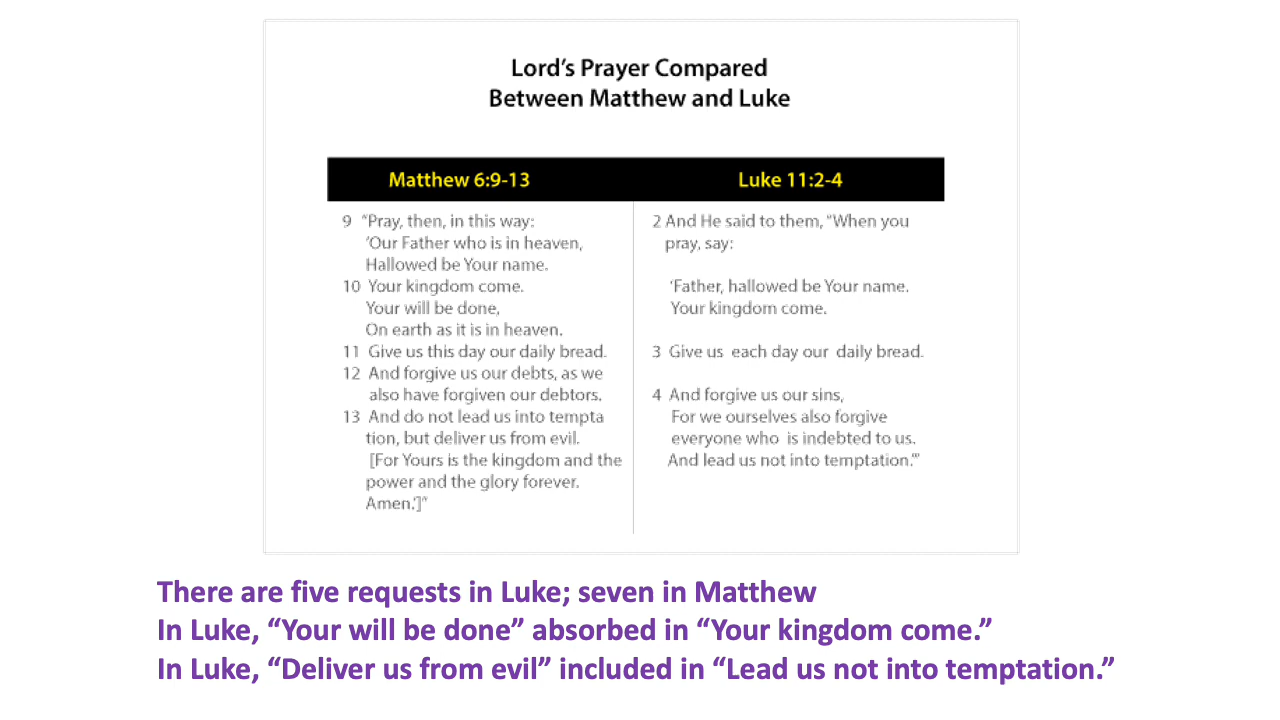 Lord's Prayer Compared
Between Matthew and Luke
Matthew 6:9-13
Luke 11:2-4
9 “Pray, then, in this way:
‘Our Father who is in heaven,
Hallowed be Your name.
10 Your kingdom come.
Your will be done,
On earth as it is in heaven.
11 Give us this day our daily bread.
12 And forgive us our debts, as we
also have forgiven our debtors.
13 And do not lead us into tempta
tion, but deliver us from evil.
[For Yours is the kingdom and the
power and the glory forever.
Amen.’]”
2 And He said to them, “When you
pray, say:
‘Father, hallowed be Your name.
Your kingdom come.
3 Give us each day our daily bread.
4 And forgive us our sins,
For we ourselves also forgive
everyone who is indebted to us.
And lead us not into temptation.’”
There are five requests in Luke; seven in Matthew
In Luke, “Your will be done” absorbed in “Your kingdom come.”
In Luke, “Deliver us from evil” included in “Lead us not into temptation.”